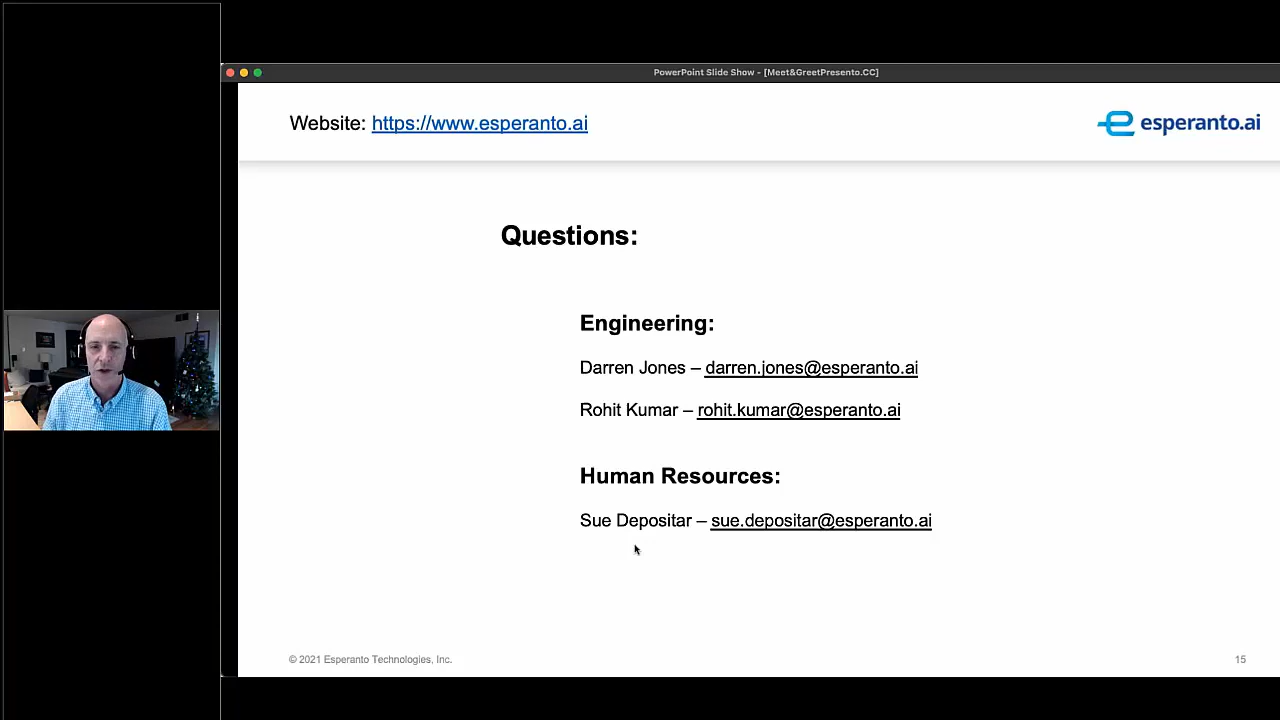 PowerPoint Slide Show - [Meet&GreetPresento.CC]
Website: https://www.esperanto.ai
esperanto.ai
Questions:
Engineering:
Darren Jones – darren.jones@esperanto.ai
Rohit Kumar – rohit.kumar@esperanto.ai
Human Resources:
Sue Depositar – sue.depositar@esperanto.ai
© 2021 Esperanto Technologies, Inc.
15